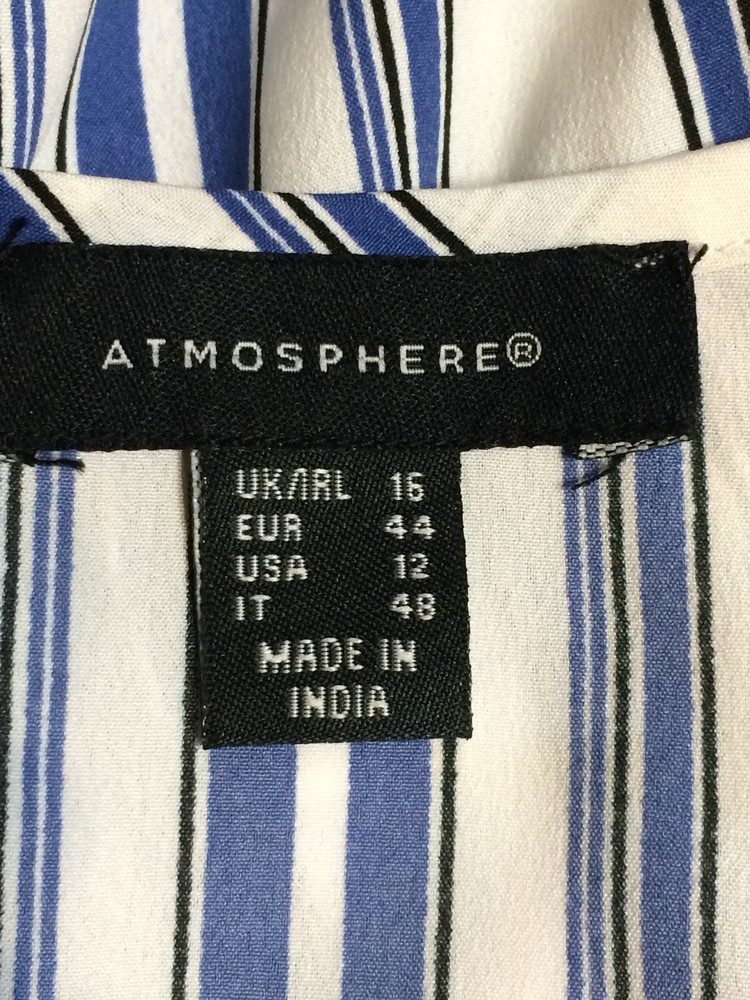 ATMOSPHERE®
UK/IRL 16
EUR 44
USA 12
IT 48
MADE IN
INDIA